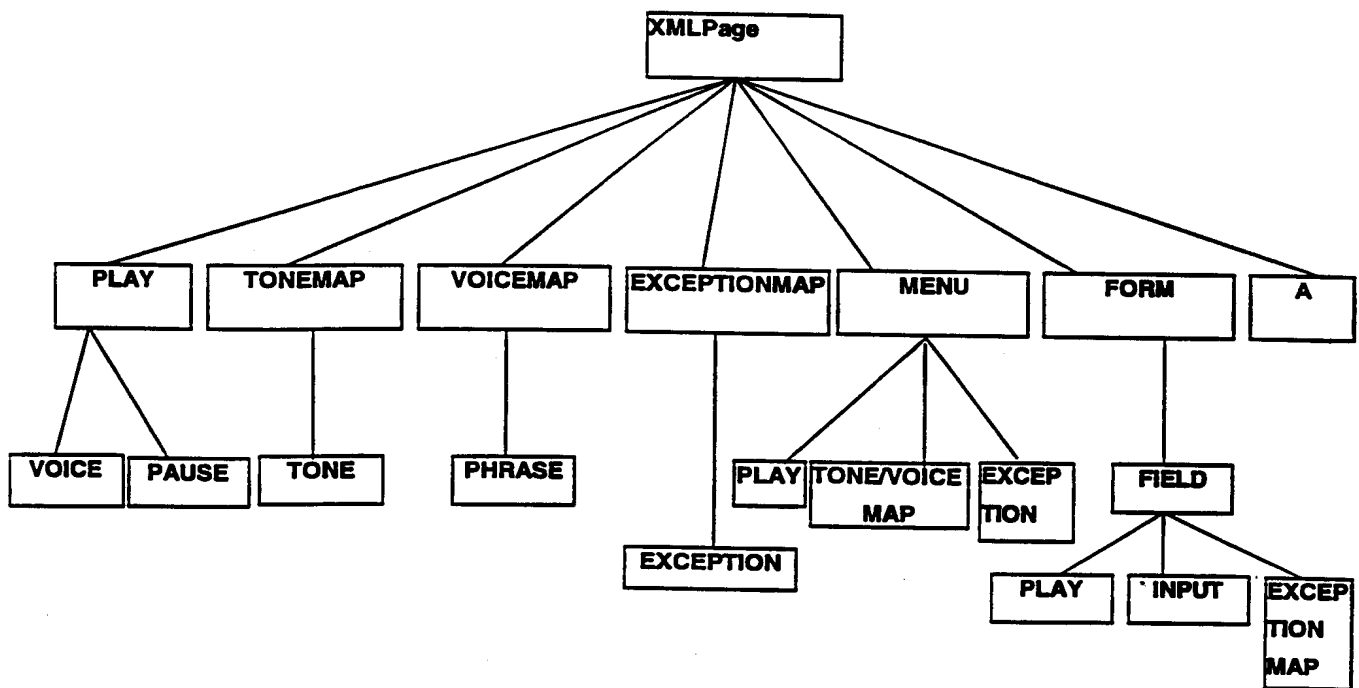 XMLPage
PLAY
TONEMAP
VOICEMAP
EXCEPTIONMAP
MENU
FORM
A
VOICE
PAUSE
TONE
PHRASE
EXCEPTION
PLAY
TONE/VOICE
MAP
EXCEP
TION
FIELD
PLAY
INPUT
EXCEP
TION
MAP